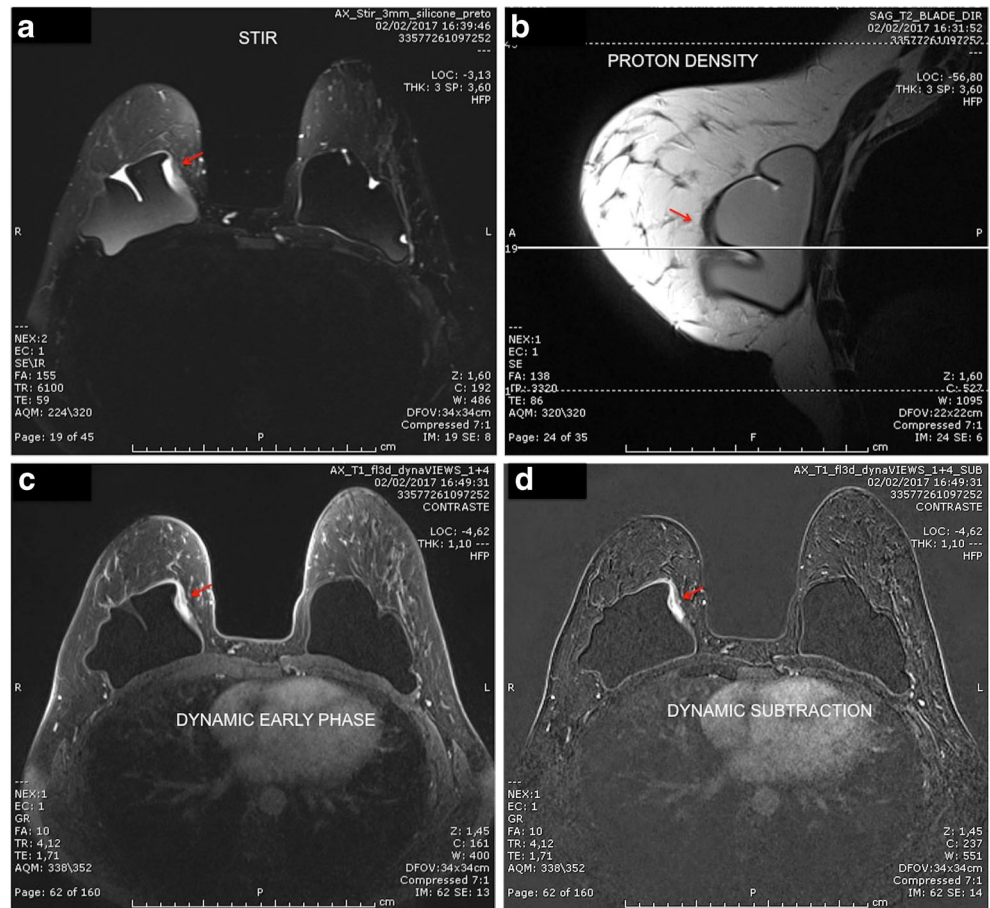 a
STIR
AX_Stir_3mm_silicone_preto
02/02/2017 16:39:46
33577261097252
---
LOC: -3,13
THK: 3 SP: 3,60
HFP
R
L
---
NEX:2
EC: 1
SE\IR
FA: 155
TR: 6100
TE: 59
AQM: 224\320
Page: 19 of 45
P
Z: 1,60
C: 192
W: 486
DFOV:34x34cm
Compressed 7:1
IM: 19 SE: 8
cm
b
PROTON DENSITY
SAG_T2_BLADE_DIR
02/02/2017 16:31:52
33577261097252
---
LOC: -56,80
THK: 3 SP: 3,60
HFP
A
P
19
---
NEX:1
EC: 1
SE
FA: 138
TR: 3320
TE: 86
AQM: 320\320
Page: 24 of 35
F
Z: 1,60
C: 527
W: 1095
DFOV:22x22cm
Compressed 7:1
IM: 24 SE: 6
cm
c
AX_T1_fl3d_dynaVIEWS_1+4
02/02/2017 16:49:31
33577261097252
CONTRASTE
LOC: -4,62
THK: 1,10 ---
HFP
R
L
DYNAMIC EARLY PHASE
---
NEX:1
EC: 1
GR
FA: 10
TR: 4,12
TE: 1,71
AQM: 338\352
Page: 62 of 160
P
Z: 1,45
C: 161
W: 400
DFOV:34x34cm
Compressed 7:1
IM: 62 SE: 13
cm
d
AX_T1_fl3d_dynaVIEWS_1+4_SUB
02/02/2017 16:49:31
33577261097252
CONTRASTE
LOC: -4,62
THK: 1,10 ---
HFP
R
L
DYNAMIC SUBTRACTION
---
NEX:1
EC: 1
GR
FA: 10
TR: 4,12
TE: 1,71
AQM: 338\352
Page: 62 of 160
P
Z: 1,45
C: 237
W: 551
DFOV:34x34cm
Compressed 7:1
IM: 62 SE: 14
cm